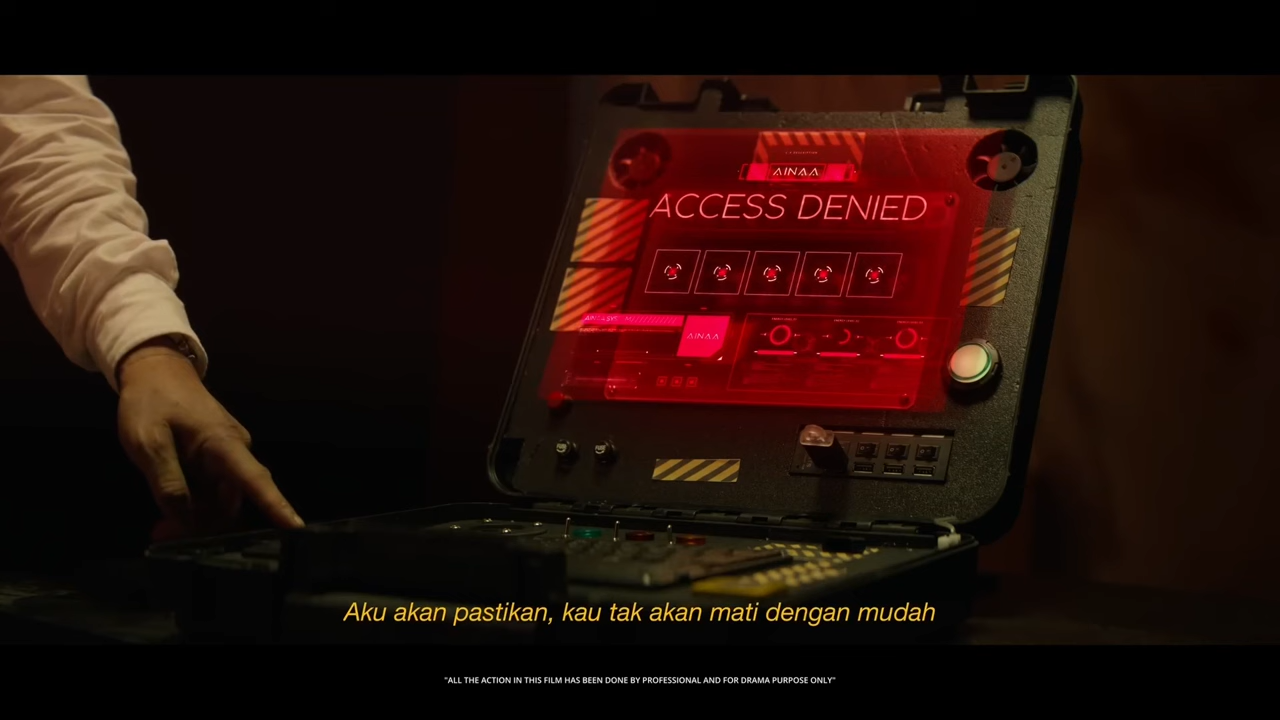 AINAA
ACCESS DENIED
AINAA
Aku akan pastikan, kau tak akan mati dengan mudah
"ALL THE ACTION IN THIS FILM HAS BEEN DONE BY PROFESSIONAL AND FOR DRAMA PURPOSE ONLY"